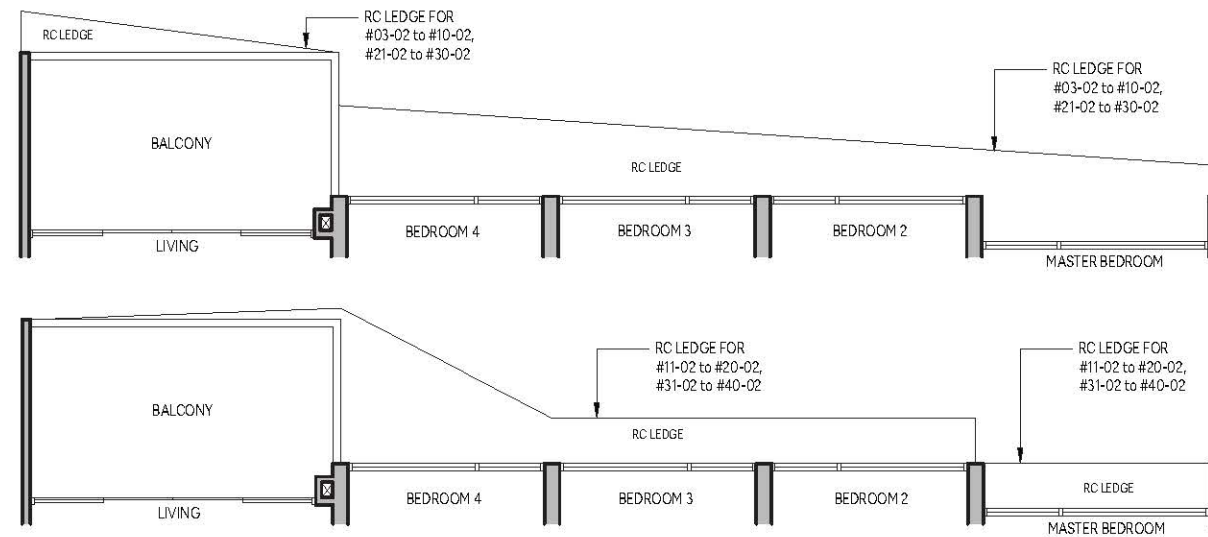 RC LEDGE FOR
#03-02 to #10-02,
#21-02 to #30-02
RC LEDGE
RC LEDGE FOR
#03-02 to #10-02,
#21-02 to #30-02
BALCONY
RC LEDGE
LIVING
BEDROOM 4
BEDROOM 3
BEDROOM 2
MASTER BEDROOM
RC LEDGE FOR
#11-02 to #20-02,
#31-02 to #40-02
RC LEDGE FOR
#11-02 to #20-02,
#31-02 to #40-02
BALCONY
RC LEDGE
RC LEDGE
LIVING
BEDROOM 4
BEDROOM 3
BEDROOM 2
MASTER BEDROOM